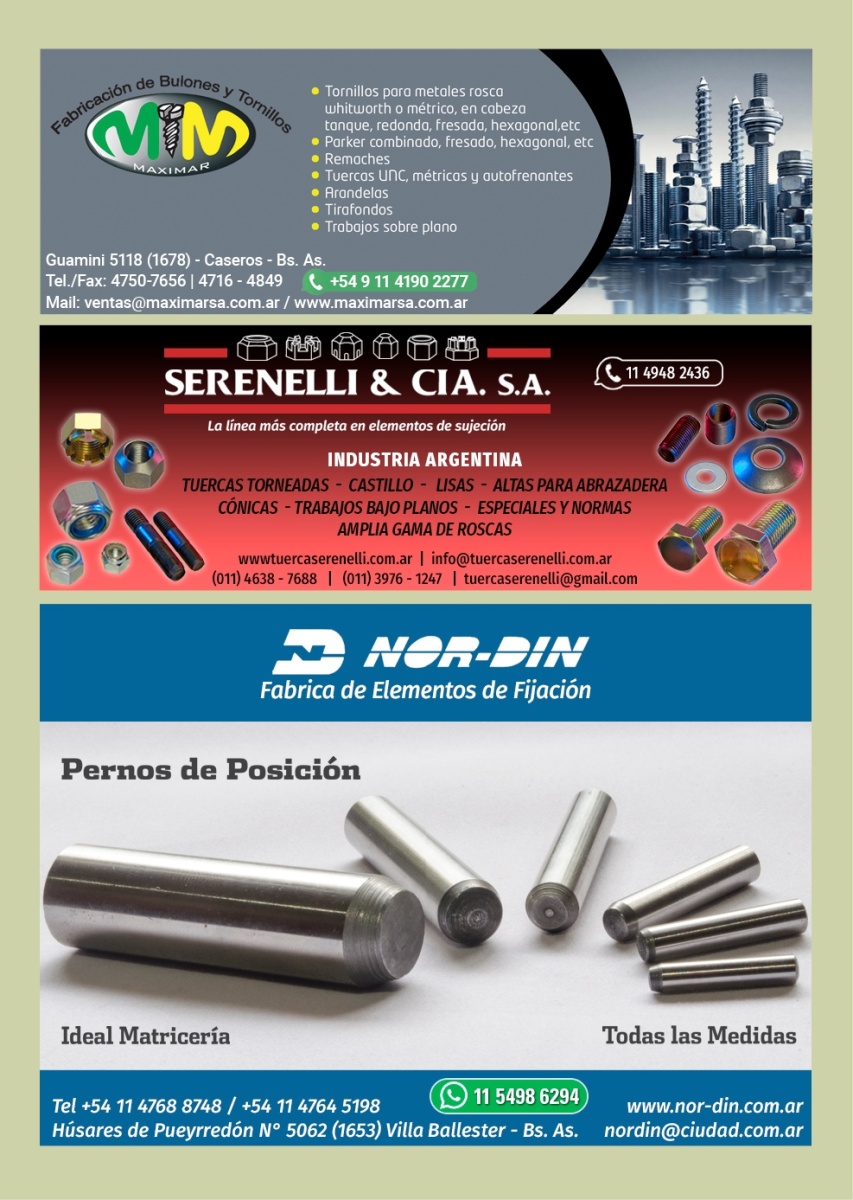 Fabricación de Bulones y Tornillos
MM
MAXIMAR
Tornillos para metales rosca
whitworth o métrico, en cabeza
tanque, redonda, fresada, hexagonal,etc
Parker combinado, fresado, hexagonal, etc
Remaches
Tuercas UNC, métricas y autofrenantes
Arandelas
Tirafondos
Trabajos sobre plano
Guamini 5118 (1678) - Caseros - Bs. As.
Tel./Fax: 4750-7656 | 4716 - 4849 +54 9 11 4190 2277
Mail: ventas@maximarsa.com.ar / www.maximarsa.com.ar
SERENELLI & CIA. S.A.
11 4948 2436
La línea más completa en elementos de sujeción
INDUSTRIA ARGENTINA
TUERCAS TORNEADAS - CASTILLO - LISAS - ALTAS PARA ABRAZADERA
CÓNICAS - TRABAJOS BAJO PLANOS - ESPECIALES Y NORMAS
AMPLIA GAMA DE ROSCAS
wwwtuercaserenelli.com.ar | info@tuercaserenelli.com.ar
(011) 4638 - 7688 | (011) 3976 - 1247 | tuercaserenelli@gmail.com
NOR-DIN
Fabrica de Elementos de Fijación
Pernos de Posición
Ideal Matricería
Todas las Medidas
Tel +54 11 4768 8748 / +54 11 4764 5198
11 5498 6294
www.nor-din.com.ar
Húsares de Pueyrredón N° 5062 (1653) Villa Ballester - Bs. As.
nordin@ciudad.com.ar